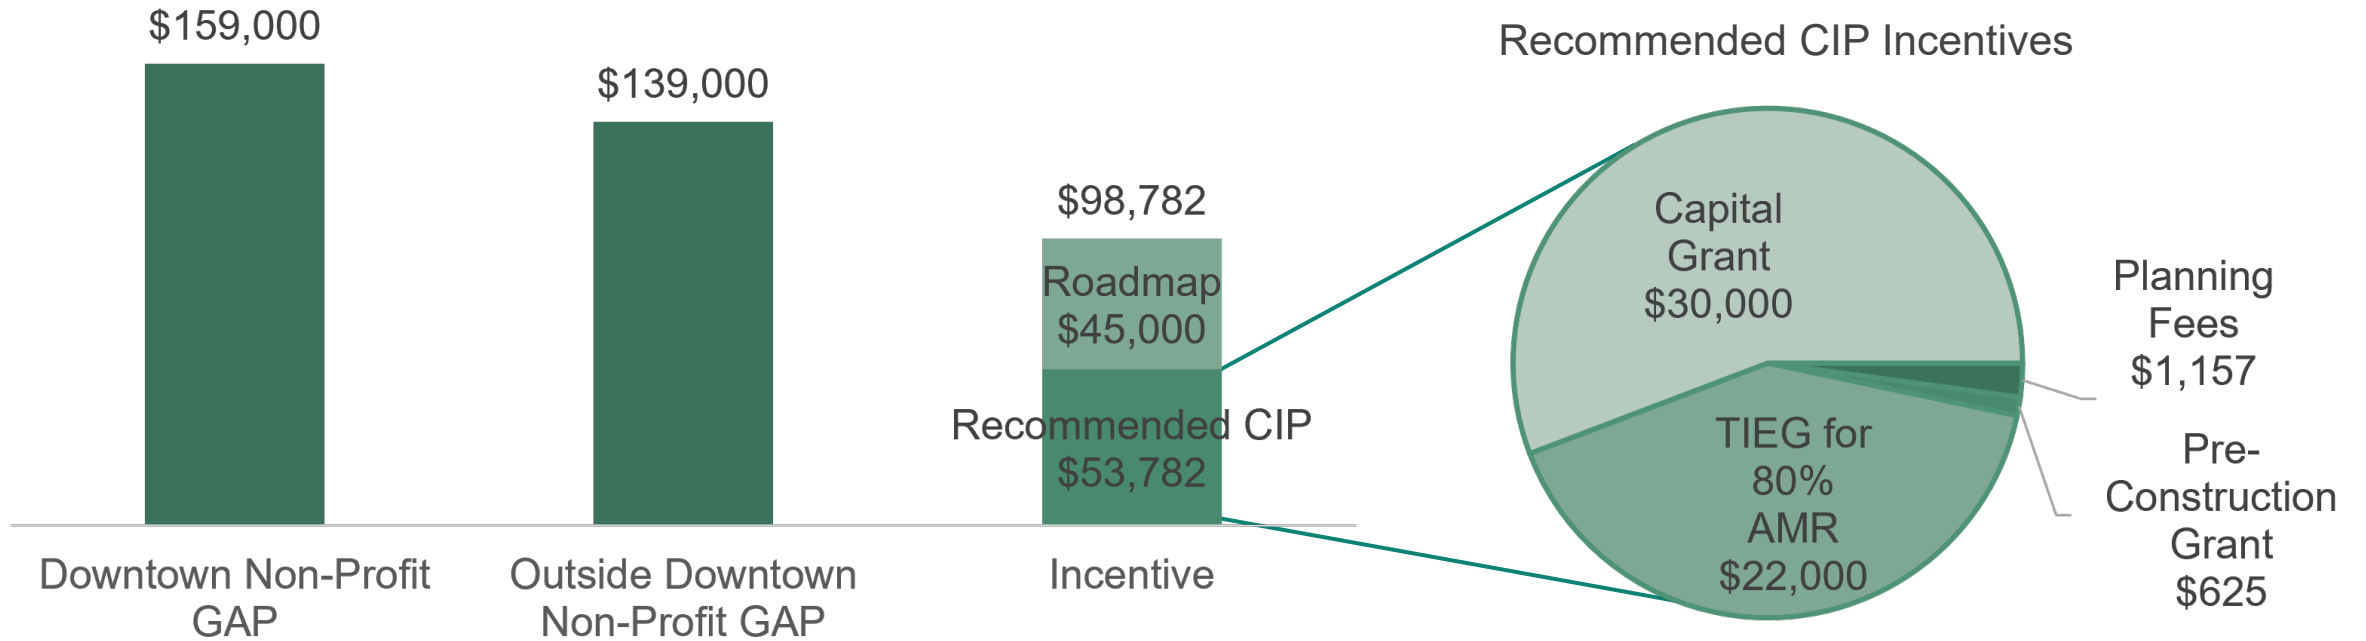 $159,000
$139,000
$98,782
Roadmap
$45,000
Recommended CIP
$53,782
Downtown Non-Profit
GAP
Outside Downtown
Non-Profit GAP
Incentive
Recommended CIP Incentives
Capital
Grant
$30,000
Planning
Fees
$1,157
TIEG for
80%
AMR
$22,000
Pre-
Construction
Grant
$625